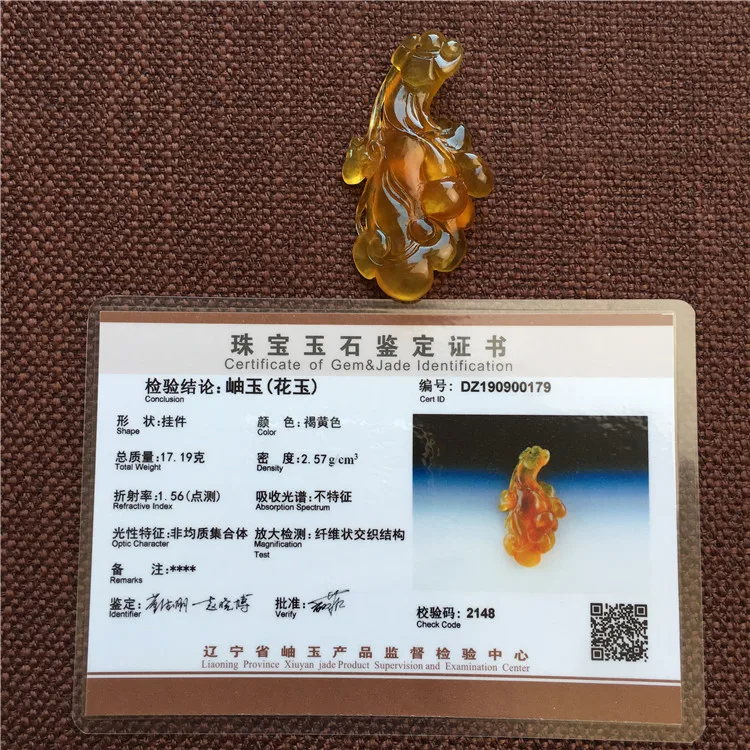 珠宝玉石鉴定证书
Certificate of Gem&Jade Identification
检验结论:岫玉(花玉)
Conclusion
编号: DZ190900179
Cert ID
形 状:挂件
Shape
颜 色:褐黄色
Color
总质量:17.19克
Total Weight
密 度:2.57g/cm³
Density
折射率:1.56(点测)
Refractive Index
吸收光谱:不特征
Absorption Spectrum
光性特征:非均质集合体
Optic Character
放大检测:纤维状交织结构
Magnification
Test
备 注:****
Remarks
鉴定:
Identifier
批准:
Verify
校验码: 2148
Check Code
辽宁省岫玉产品监督检验中心
Liaoning Province Xiuyan jade Product Supervision and Examination Center